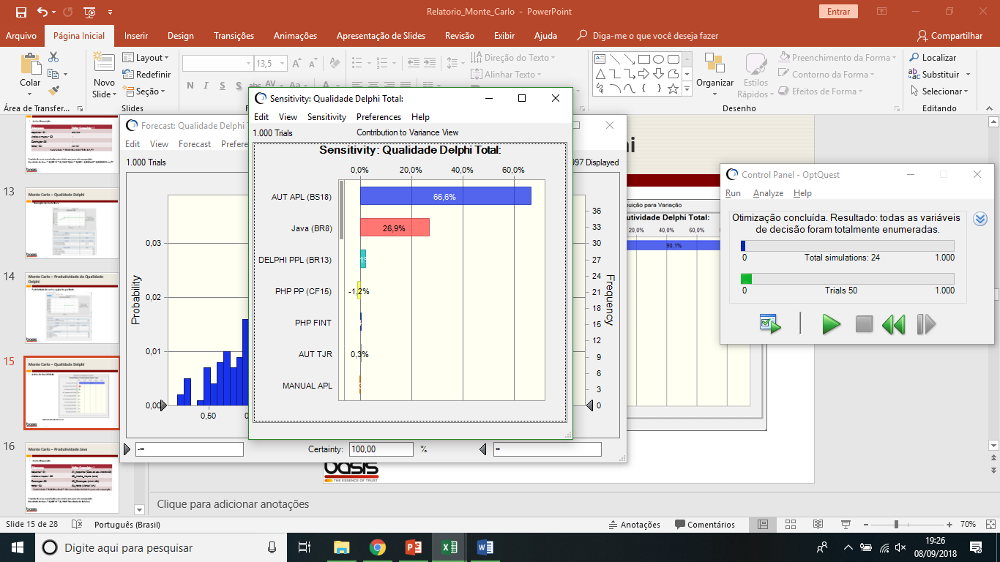 Relatorio_Monte_Carlo - PowerPoint
Entrar
Arquivo
Página Inicial
Inserir
Design
Transições
Animações
Apresentação de Slides
Revisão
Exibir
Ajuda
Diga-me o que você deseja fazer
Compartilhar
Colar
Novo
Slide
Layout
Redefinir
Seção
13,5
Direção do Texto
Alinhar Texto
Organizar
Estilos
Rápidos
Preenchimento da Forma
Contorno da Forma
Efeitos de Forma
Localizar
Substituir
Selecionar
Área de Transfer...
Slides
Desenho
Editando
13
Monte Carlo – Qualidade Delphi
14
Monte Carlo – Produtividade da Qualidade
Delphi
15
Monte Carlo – Qualidade Delphi
16
Monte Carlo – Produtividade Java
basis
Forecast: Qualidade Delphi
Edit View Forecast
1.000 Trials
Displayed
Probability
0,03
0,02
0,01
0,00
0,50
Frequency
36
33
30
27
24
21
18
15
12
9
6
3
0
-∞
Certainty: 100,00 %
∞
Sensitivity: Qualidade Delphi Total:
Edit View Sensitivity Preferences Help
1.000 Trials
Contribution to Variance View
Sensitivity: Qualidade Delphi Total:
0,0% 20,0% 40,0% 60,0%
AUT APL (BS18) 66,6%
Java (BR8) 26,9%
DELPHI PPL (BR13)
PHP PP (CF15) -1,2%
PHP FINT
AUT TJR 0,3%
MANUAL APL
Delphi Total:
20,0% 40,0% 60,0%
90,1%
Control Panel - OptQuest
Run Analyze Help
Otimização concluída. Resultado: todas as variáveis
de decisão foram totalmente enumeradas.
0 Total simulations: 24 1.000
0 Trials 50 1.000
basis
THE ESSENCE OF TRUST
Clique para adicionar anotações
Slide 15 de 28
Português (Brasil)
Anotações
Comentários
70%
Digite aqui para pesquisar
19:26
08/09/2018